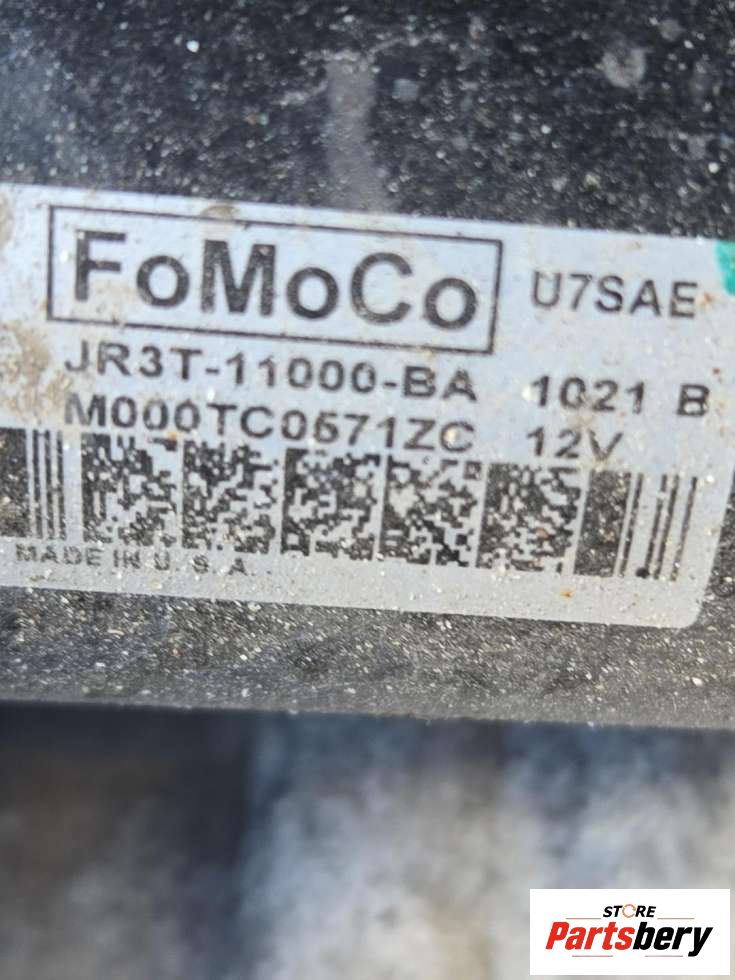 FoMoCo U7SAE
JR3T-11000-BA 1021 B
M000TC0571ZC 12V
MADE IN U.S.A.
STORE
Partsbery